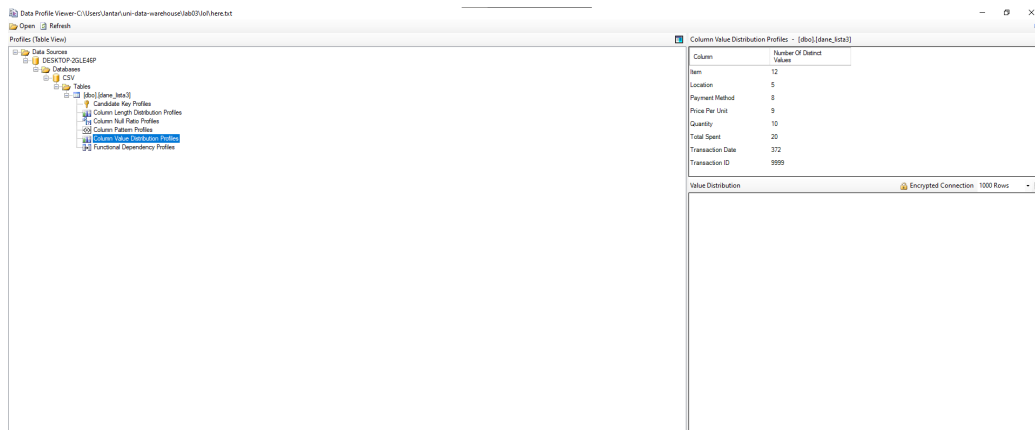 Data Profile Viewer-C:\Users\Jantar\uni-data-warehouse\lab03\lol\here.txt
Open Refresh
Profiles (Table View)
Data Sources
DESKTOP-2GLE46P
Databases
CSV
Tables
[dbo].[dane_lista3]
Candidate Key Profiles
Column Length Distribution Profiles
Column Null Ratio Profiles
Column Pattern Profiles
Column Value Distribution Profiles
Functional Dependency Profiles
Column Value Distribution Profiles - [dbo].[dane_lista3]
Column Number Of Distinct Values
Item 12
Location 5
Payment Method 8
Price Per Unit 9
Quantity 10
Total Spent 20
Transaction Date 372
Transaction ID 9999
Value Distribution Encrypted Connection 1000 Rows